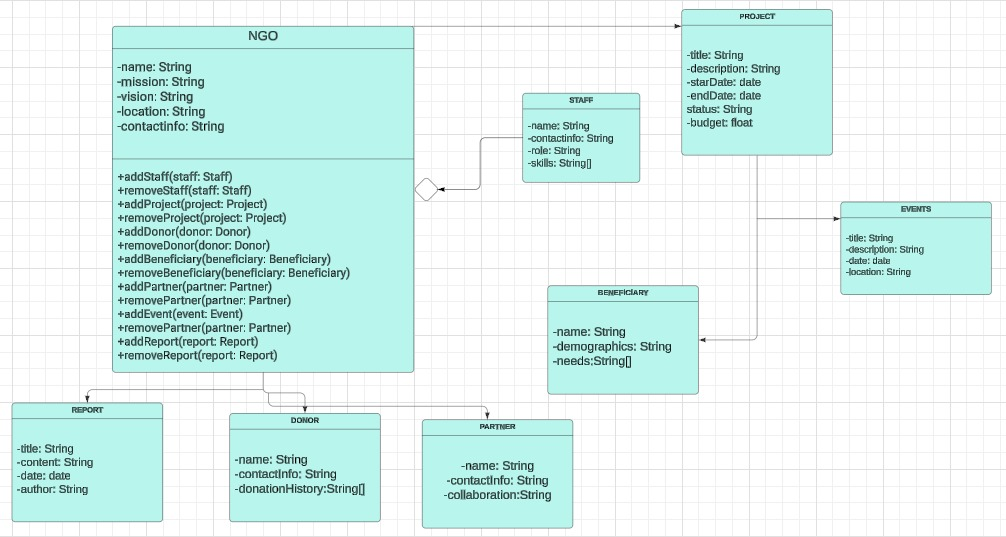 NGO
-name: String
-mission: String
-vision: String
-location: String
-contactinfo: String
+addStaff(staff: Staff)
+removeStaff(staff: Staff)
+addProject(project: Project)
+removeProject(project: Project)
+addDonor(donor: Donor)
+removeDonor(donor: Donor)
+addBeneficiary(beneficiary: Beneficiary)
+removeBeneficiary(beneficiary: Beneficiary)
+addPartner(partner: Partner)
+removePartner(partner: Partner)
+addEvent(event: Event)
+removePartner(partner: Partner)
+addReport(report: Report)
+removeReport(report: Report)
PROJECT
-title: String
-description: String
-starDate: date
-endDate: date
status: String
-budget: float
STAFF
-name: String
-contactinfo: String
-role: String
-skills: String[]
EVENTS
-title: String
-description: String
-date: date
-location: String
BENEFICIARY
-name: String
-demographics: String
-needs;String[]
REPORT
-title: String
-content: String
-date: date
-author: String
DONOR
-name: String
-contactInfo: String
-donationHistory:String[]
PARTNER
-name: String
-contactInfo: String
-collaboration:String